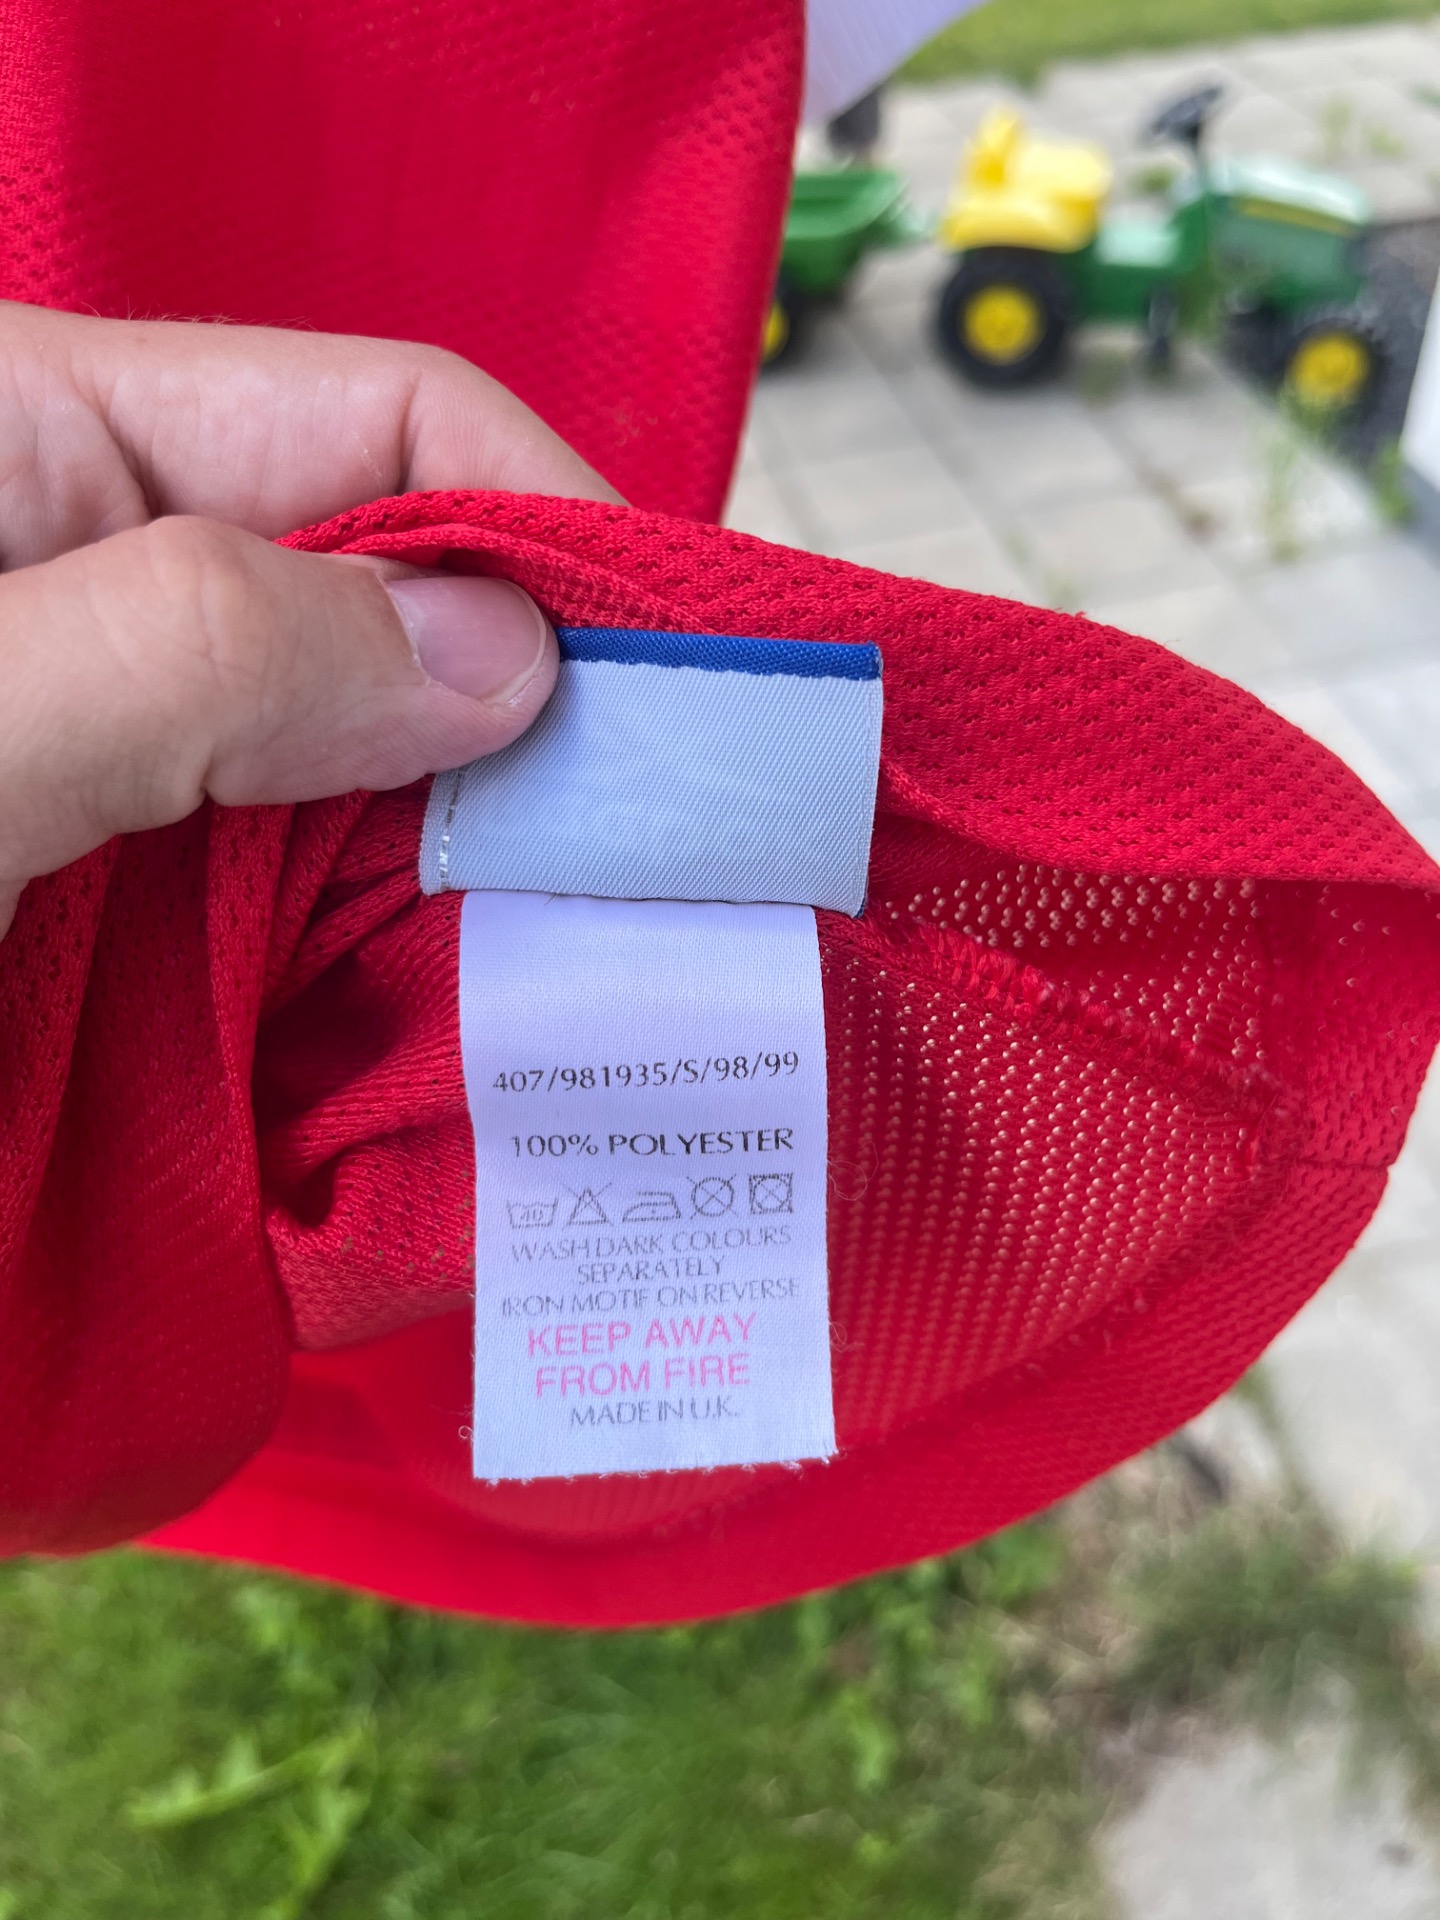 407/981935/S/98/99
100% POLYESTER
40
WASH DARK COLOURS
SEPARATELY
IRON MOTIF ON REVERSE
KEEP AWAY
FROM FIRE
MADE IN U.K.